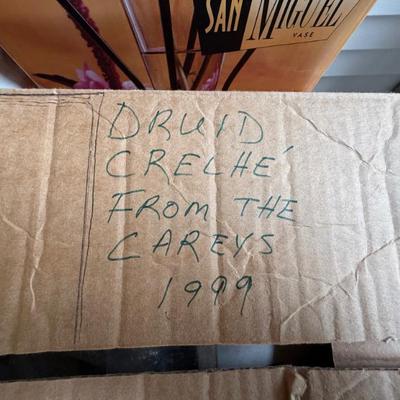 SAN MIGUEL
VASE
DRUID
CRECHE'
FROM THE
CAREYS
1999